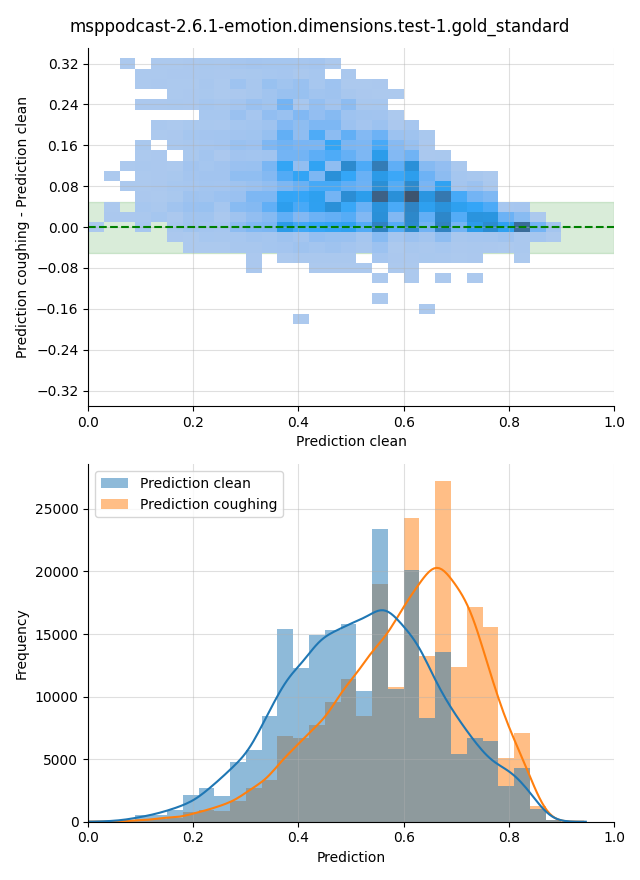 msppodcast-2.6.1-emotion.dimensions.test-1.gold_standard
Prediction coughing - Prediction clean
0.32
0.24
0.16
0.08
0.00
−0.08
−0.16
−0.24
−0.32
0.0 0.2 0.4 0.6 0.8 1.0
Prediction clean
Prediction clean
Prediction coughing
Frequency
25000
20000
15000
10000
5000
0
0.0 0.2 0.4 0.6 0.8 1.0
Prediction